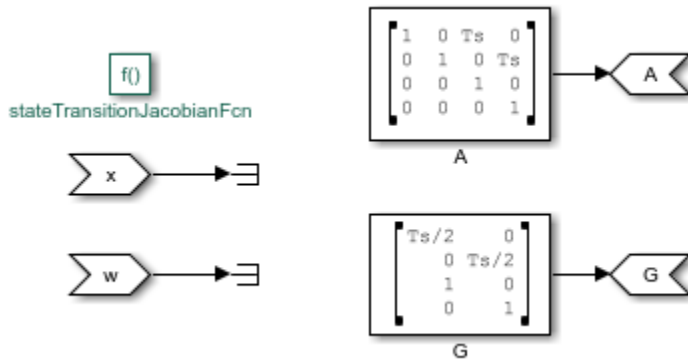 f()
stateTransitionJacobianFcn
x
w
1 0 Ts 0
0 1 0 Ts
0 0 1 0
0 0 0 1
A
A
Ts/2 0
0 Ts/2
1 0
0 1
G
G